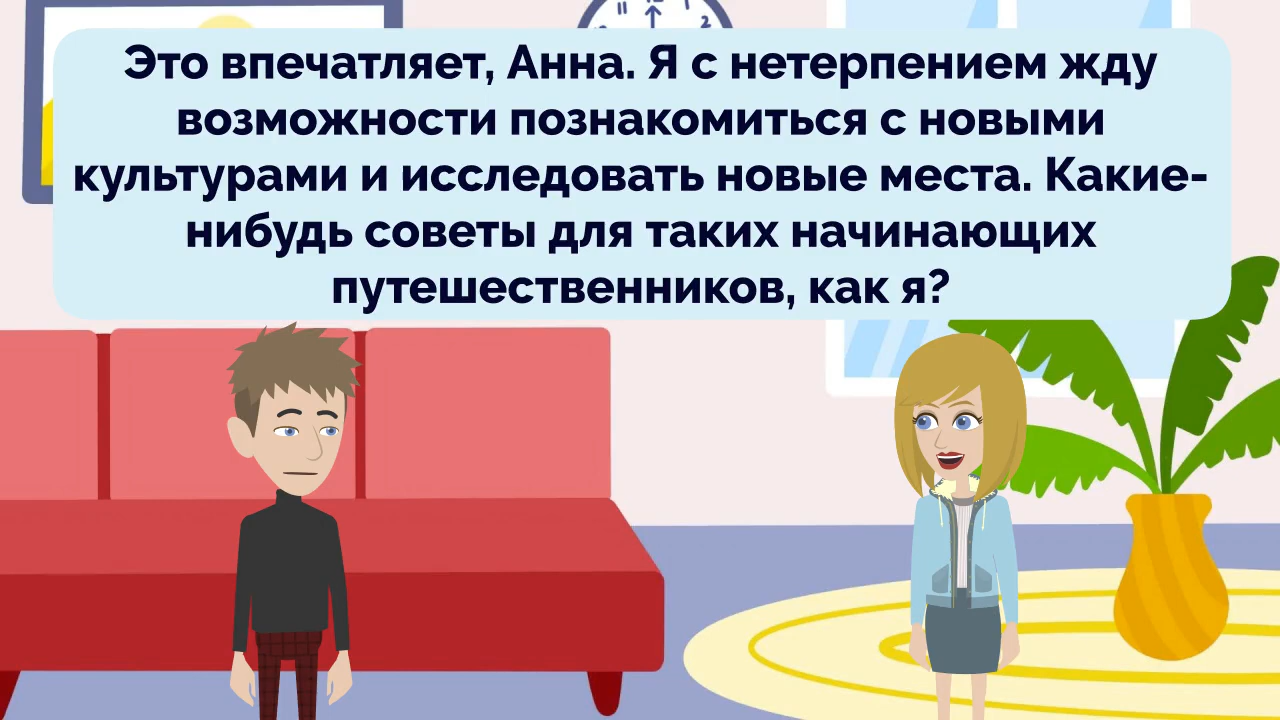 Это впечатляет, Анна. Я с нетерпением жду
возможности познакомиться с новыми
культурами и исследовать новые места. Какие-
нибудь советы для таких начинающих
путешественников, как я?